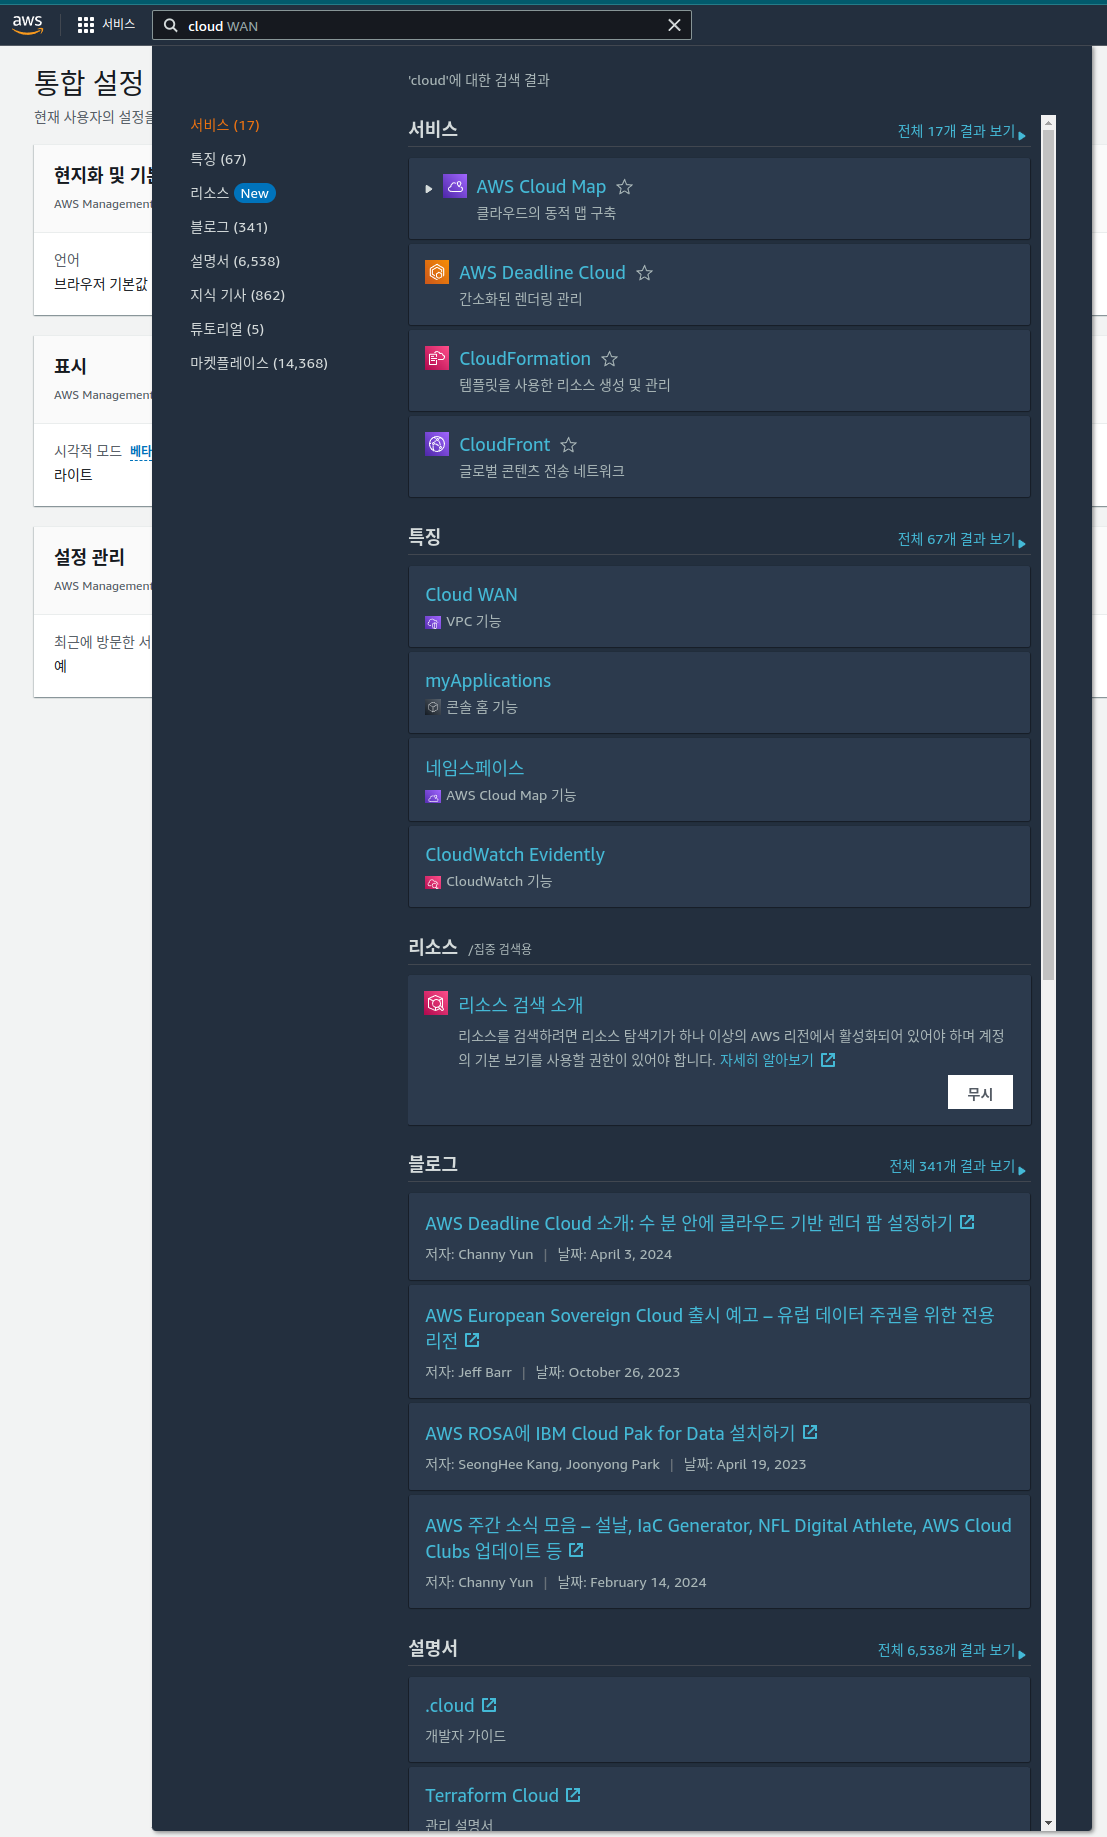 aws
서비스
cloud WAN
통합 설정
현재 사용자의 설정을
현지화 및 기본
AWS Management
언어
브라우저 기본값
표시
AWS Management
시각적 모드 베타
라이트
설정 관리
AWS Management
최근에 방문한 서
예
'cloud'에 대한 검색 결과
서비스 (17)
특징 (67)
리소스 New
블로그 (341)
설명서 (6,538)
지식 기사 (862)
튜토리얼 (5)
마켓플레이스 (14,368)
서비스
전체 17개 결과 보기
AWS Cloud Map
클라우드의 동적 맵 구축
AWS Deadline Cloud
간소화된 렌더링 관리
CloudFormation
템플릿을 사용한 리소스 생성 및 관리
CloudFront
글로벌 콘텐츠 전송 네트워크
특징
전체 67개 결과 보기
Cloud WAN
VPC 기능
myApplications
콘솔 홈 기능
네임스페이스
AWS Cloud Map 기능
CloudWatch Evidently
CloudWatch 기능
리소스 /집중 검색용
리소스 검색 소개
리소스를 검색하려면 리소스 탐색기가 하나 이상의 AWS 리전에서 활성화되어 있어야 하며 계정
의 기본 보기를 사용할 권한이 있어야 합니다. 자세히 알아보기
무시
블로그
전체 341개 결과 보기
AWS Deadline Cloud 소개: 수 분 안에 클라우드 기반 렌더 팜 설정하기
저자: Channy Yun | 날짜: April 3, 2024
AWS European Sovereign Cloud 출시 예고 – 유럽 데이터 주권을 위한 전용
리전
저자: Jeff Barr | 날짜: October 26, 2023
AWS ROSA에 IBM Cloud Pak for Data 설치하기
저자: SeongHee Kang, Joonyong Park | 날짜: April 19, 2023
AWS 주간 소식 모음 – 설날, IaC Generator, NFL Digital Athlete, AWS Cloud
Clubs 업데이트 등
저자: Channy Yun | 날짜: February 14, 2024
설명서
전체 6,538개 결과 보기
.cloud
개발자 가이드
Terraform Cloud
관리 설명서